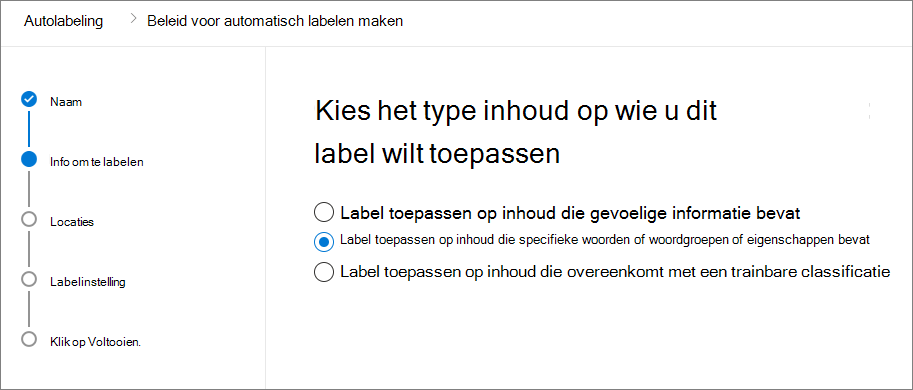 Autolabeling > Beleid voor automatisch labelen maken
Naam
Info om te labelen
Locaties
Labelinstelling
Klik op Voltooien.
Kies het type inhoud op wie u dit
label wilt toepassen
Label toepassen op inhoud die gevoelige informatie bevat
Label toepassen op inhoud die specifieke woorden of woordgroepen of eigenschappen bevat
Label toepassen op inhoud die overeenkomt met een trainbare classificatie